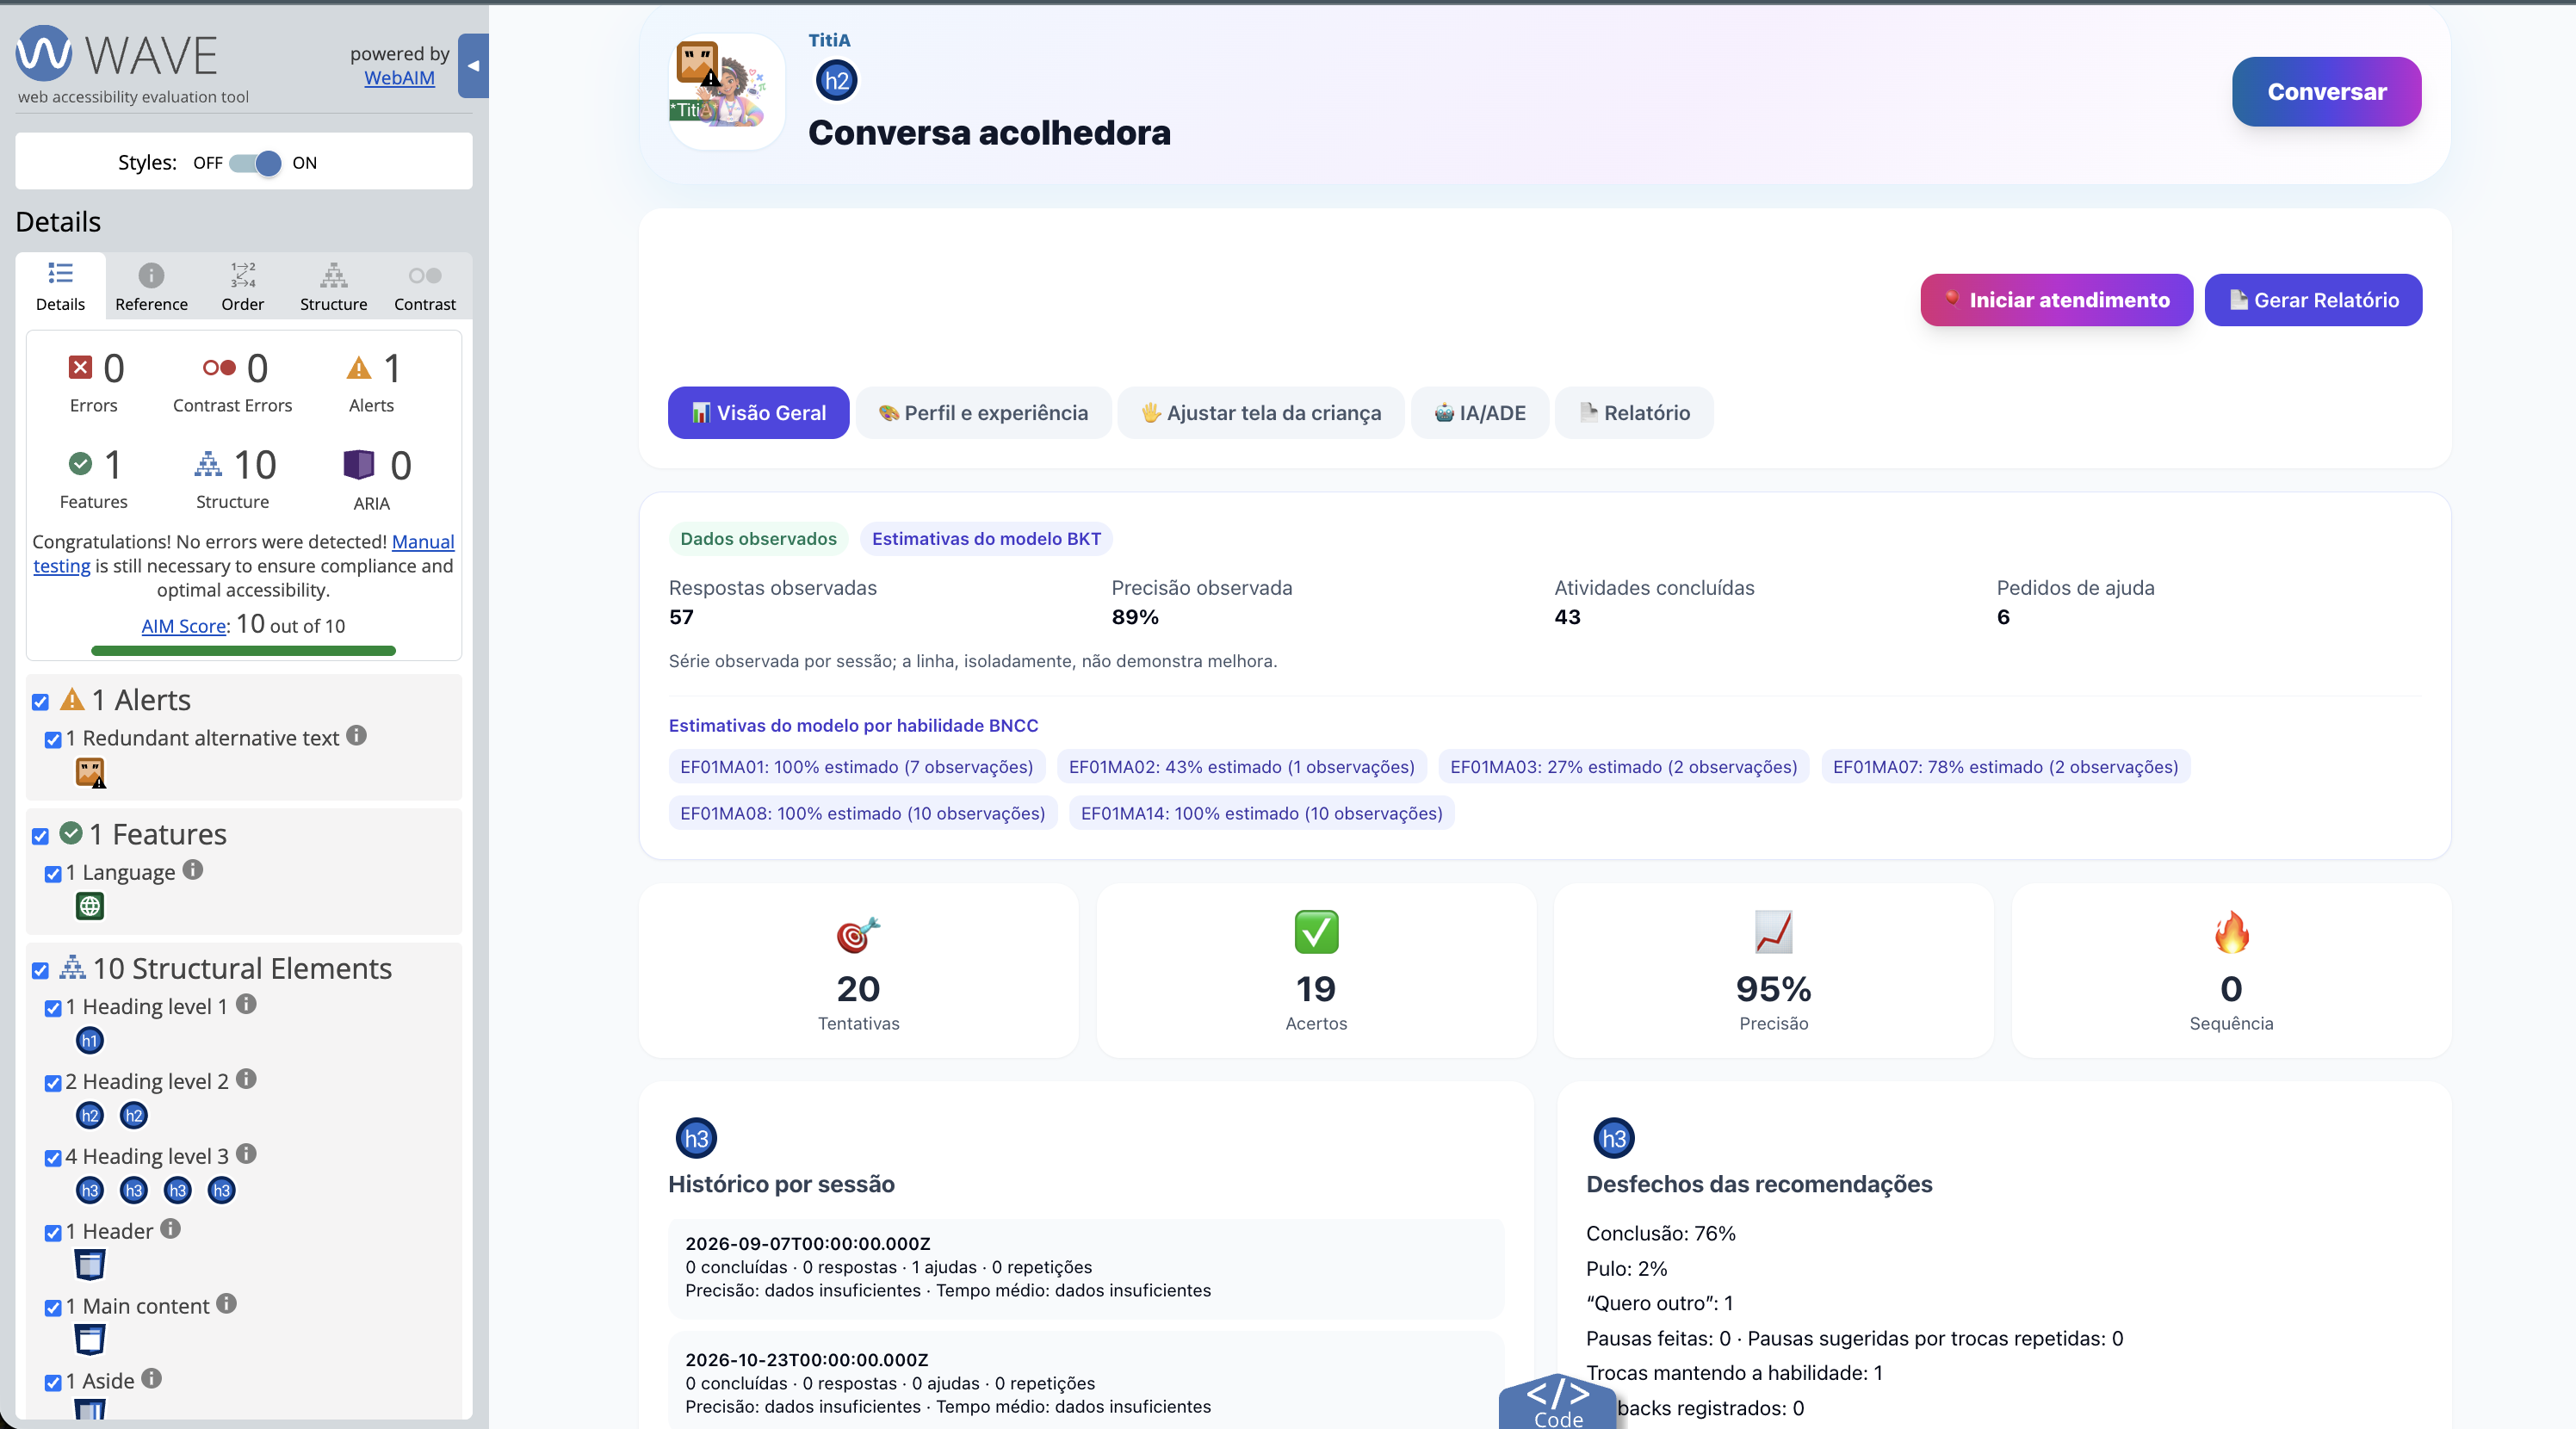 WAVE
web accessibility evaluation tool
powered by
WebAIM
Styles: OFF ON
Details
Details
Reference
Order
Structure
Contrast
0
Errors
0
Contrast Errors
1
Alerts
1
Features
10
Structure
0
ARIA
Congratulations! No errors were detected! Manual
testing is still necessary to ensure compliance and
optimal accessibility.
AIM Score: 10 out of 10
1 Alerts
1 Redundant alternative text
1 Features
1 Language
10 Structural Elements
1 Heading level 1
h1
2 Heading level 2
h2 h2
4 Heading level 3
h3 h3 h3 h3
1 Header
1 Main content
1 Aside
*TitiA*
TitiA
h2
Conversa acolhedora
Conversar
Iniciar atendimento
Gerar Relatório
Visão Geral
Perfil e experiência
Ajustar tela da criança
IA/ADE
Relatório
Dados observados
Estimativas do modelo BKT
Respostas observadas
57
Precisão observada
89%
Atividades concluídas
43
Pedidos de ajuda
6
Série observada por sessão; a linha, isoladamente, não demonstra melhora.
Estimativas do modelo por habilidade BNCC
EF01MA01: 100% estimado (7 observações)
EF01MA02: 43% estimado (1 observações)
EF01MA03: 27% estimado (2 observações)
EF01MA07: 78% estimado (2 observações)
EF01MA08: 100% estimado (10 observações)
EF01MA14: 100% estimado (10 observações)
20
Tentativas
19
Acertos
95%
Precisão
0
Sequência
h3
Histórico por sessão
2026-09-07T00:00:00.000Z
0 concluídas · 0 respostas · 1 ajudas · 0 repetições
Precisão: dados insuficientes · Tempo médio: dados insuficientes
2026-10-23T00:00:00.000Z
0 concluídas · 0 respostas · 0 ajudas · 0 repetições
Precisão: dados insuficientes · Tempo médio: dados insuficientes
h3
Desfechos das recomendações
Conclusão: 76%
Pulo: 2%
“Quero outro”: 1
Pausas feitas: 0 · Pausas sugeridas por trocas repetidas: 0
Trocas mantendo a habilidade: 1
backs registrados: 0
</>
Code